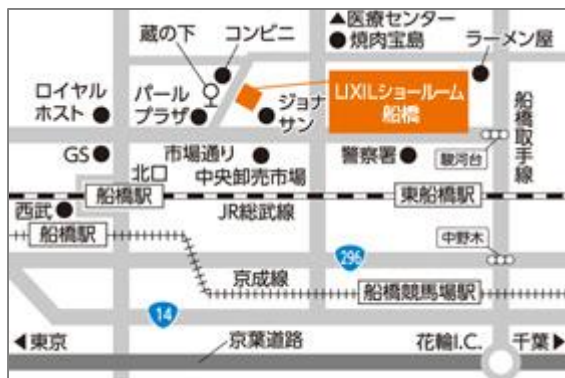 蔵の下
コンビニ
▲医療センター
●焼肉宝島
ラーメン屋
ロイヤル
ホスト
パール
プラザ
ジョナ
サン
LIXILショールーム
船橋
船橋取手線
GS
市場通り
北口
中央卸売市場
警察署
駿河台
船橋駅
東船橋駅
西武
JR総武線
船橋駅
中野木
296
京成線
船橋競馬場駅
14
◀東京
京葉道路
花輪I.C.
千葉▶